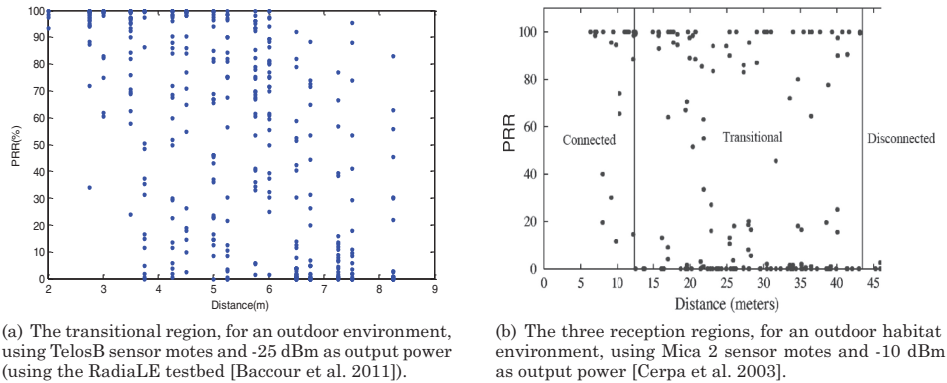 PRR(%)
100
90
80
70
60
50
40
30
20
10
0
2
3
4
5
6
7
8
9
Distance(m)
PRR
100
80
60
40
20
0
Connected
Transitional
Disconnected
0
5
10
15
20
25
30
35
40
45
Distance (meters)
(a) The transitional region, for an outdoor environment,
using TelosB sensor motes and -25 dBm as output power
(using the RadiaLE testbed [Baccour et al. 2011]).
(b) The three reception regions, for an outdoor habitat
environment, using Mica 2 sensor motes and -10 dBm
as output power [Cerpa et al. 2003].